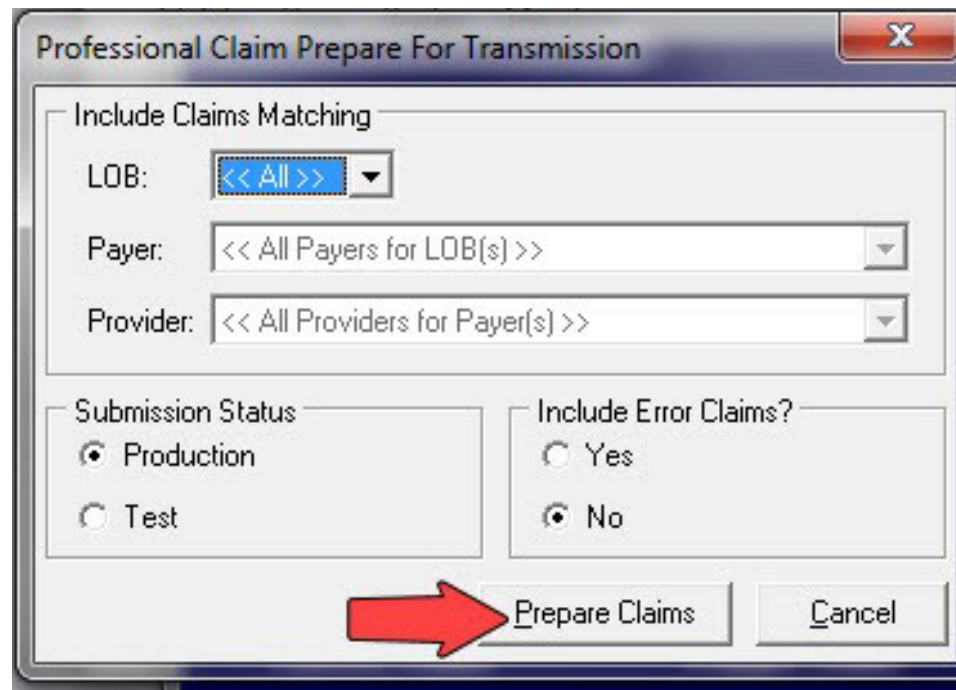 Professional Claim Prepare For Transmission
Include Claims Matching
LOB: << All >>
Payer: << All Payers for LOB(s) >>
Provider: << All Providers for Payer(s) >>
Submission Status
Production
Test
Include Error Claims?
Yes
No
Prepare Claims
Cancel